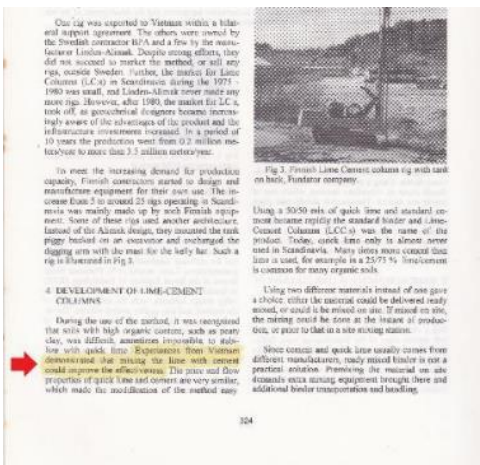 One rig was exported to Vietnam within a bilat-
eral support agreement. The others were owned by
the Swedish contractor BPA and a few by the manu-
facturer Linden-Alimak. Despite strong efforts, they
did not succeed to market the method, or sell any
rigs, outside Sweden. Further, the market for Lime
Columns (LC:s) in Scandinavia during the 1975 -
1980 was small, and Linden-Alimak never made any
more rigs. However, after 1980, the market for LC:s,
took off, as geotechnical designers became increas-
ingly aware of the advantages of the product and the
infrastructure investments increased. In a period of
10 years the production went from 0.2 million me-
ters/year to more than 3.5 million meters/year.
To meet the increasing demand for production
capacity, Finnish contractors started to design and
manufacture equipment for their own use. The in-
crease from 5 to around 25 rigs operating in Scandi-
navia was mainly made up by such Finnish equip-
ment. Some of these rigs used another architecture.
Instead of the Alimak design, they mounted the tank
piggy backed on an excavator and exchanged the
digging arm with the mast for the kelly bar. Such a
rig is illustrated in Fig 3.
4 DEVELOPMENT OF LIME-CEMENT
COLUMNS
During the use of the method, it was recognised
that soils with high organic content, such as peaty
clay, was difficult, sometimes impossible, to stabi-
lise with quick lime. Experiences from Vietnam
demonstrated that mixing the lime with cement
could improve the effectiveness. The price and flow
properties of quick lime and cement are very similar,
which made the modification of the method easy.
Fig 3. Finnish Lime Cement column rig with tank
on back, Fundator company.
Using a 50/50 mix of quick lime and standard ce-
ment became rapidly the standard binder and Lime-
Cement Columns (LCC:s) was the name of the
product. Today, quick lime only is almost never
used in Scandinavia. Many times more cement than
lime is used, for example is a 25/75 % lime/cement
is common for many organic soils.
Using two different materials instead of one gave
a choice: either the material could be delivered ready
mixed, or could it be mixed on site. If mixed on site,
the mixing could be done at the instant of produc-
tion, or prior to that in a site mixing station.
Since cement and quick lime usually comes from
different manufacturers, ready mixed binder is not a
practical solution. Premixing the material on site
demands extra mixing equipment brought there and
additional binder transportation and handling.
324